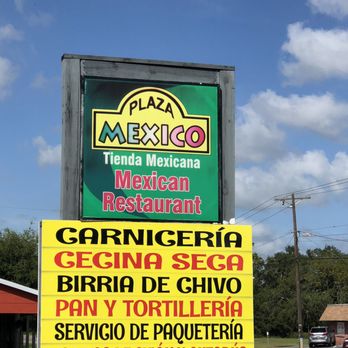 PLAZA
MEXICO
Tienda Mexicana
Mexican
Restaurant
CARNICERÍA
CECINA SECA
BIRRIA DE CHIVO
PAN Y TORTILLERÍA
SERVICIO DE PAQUETERÍA